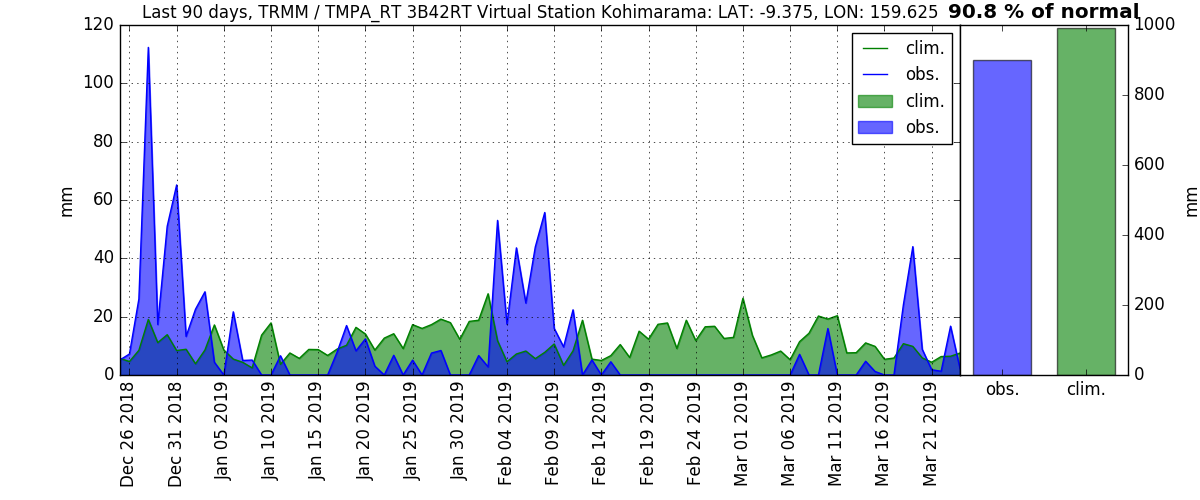 Last 90 days, TRMM / TMPA_RT 3B42RT Virtual Station Kohimarama: LAT: -9.375, LON: 159.625
90.8 % of normal
120
100
80
60
40
20
0
mm
clim.
obs.
clim.
obs.
Dec 26 2018
Dec 31 2018
Jan 05 2019
Jan 10 2019
Jan 15 2019
Jan 20 2019
Jan 25 2019
Jan 30 2019
Feb 04 2019
Feb 09 2019
Feb 14 2019
Feb 19 2019
Feb 24 2019
Mar 01 2019
Mar 06 2019
Mar 11 2019
Mar 16 2019
Mar 21 2019
1000
800
600
400
200
0
mm
obs.
clim.